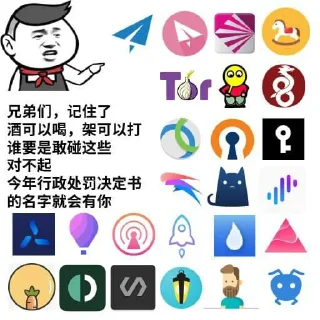 Tor
兄弟们，记住了
酒可以喝，架可以打
谁要是敢碰这些
对不起
今年行政处罚决定书
的名字就会有你